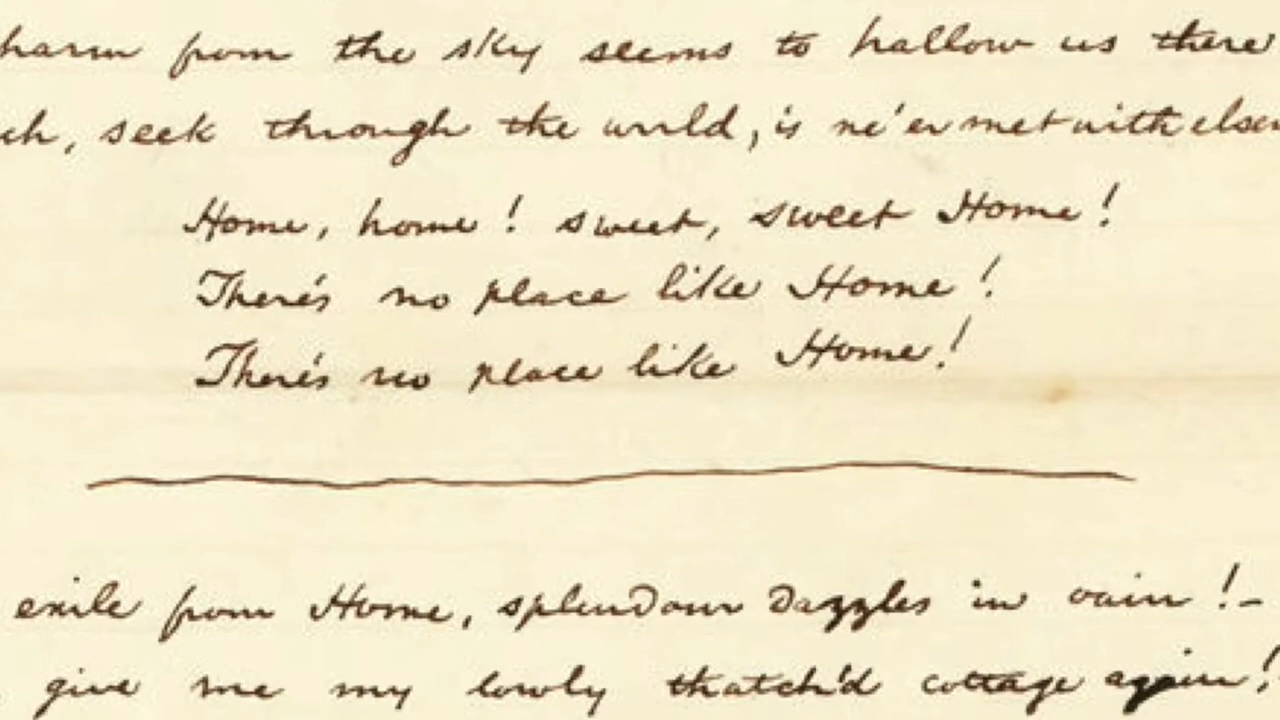 harm from the sky seems to hallow us there
ch, seek through the world, is ne'er met with elsew
Home, home! sweet, sweet Home!
There's no place like Home!
There's no place like Home!
exile from Home, splendour dazzles in vain!-
give me my lowly thatch'd cottage again!